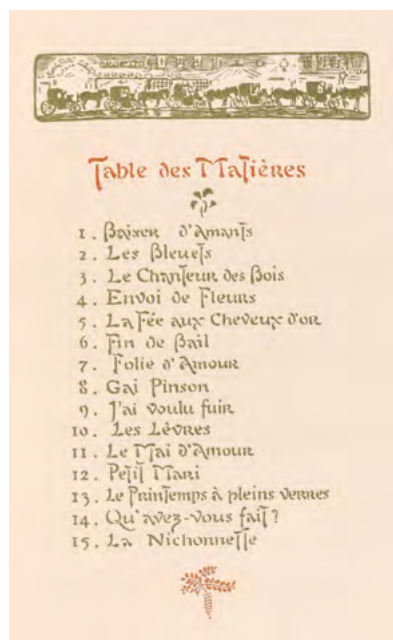 Table des Matières
1. Baiser d'Amants
2. Les Bleuets
3. Le Chanteur des Bois
4. Envoi de Fleurs
5. La Fée aux Cheveux d'or
6. Fin de Bail
7. Folie d'Amour
8. Gai Pinson
9. J'ai voulu fuir
10. Les Lèvres
11. Le Mai d'Amour
12. Petit Mari
13. Le Printemps à pleins verres
14. Qu'avez-vous fait ?
15. La Nichonnette